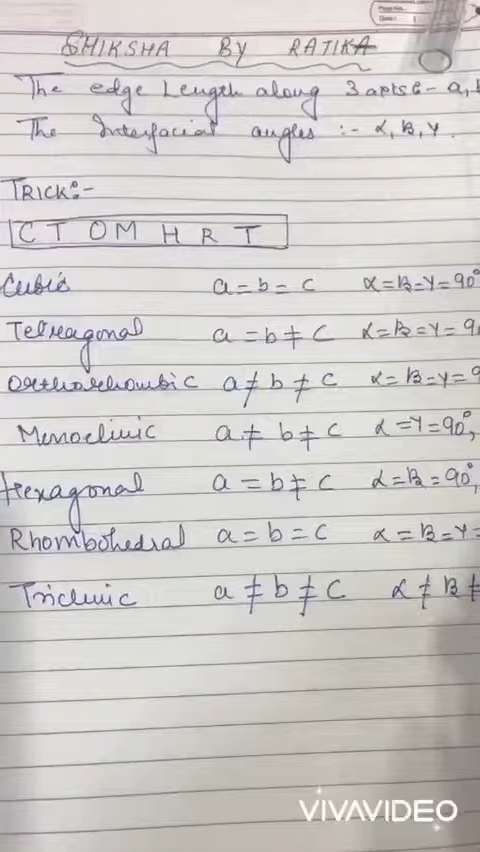 SHIKSHA BY RATIKA
The edge Length along 3 apts:- a, b
The Interfacial angles :- α, β, γ.
TRICK:-
C T O M H R T
Cubic a = b = c α = β = γ = 90°
Tetragonal a = b ≠ c α = β = γ = 9
Orthorhombic a ≠ b ≠ c α = β = γ = 9
Monoclinic a ≠ b ≠ c α = γ = 90°,
Hexagonal a = b ≠ c α = β = 90°,
Rhombohedral a = b = c α = β = γ =
Triclinic a ≠ b ≠ c α ≠ β ≠
VIVAVIDEO